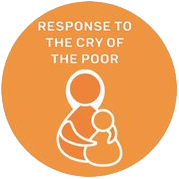 RESPONSE TO
THE CRY OF
THE POOR